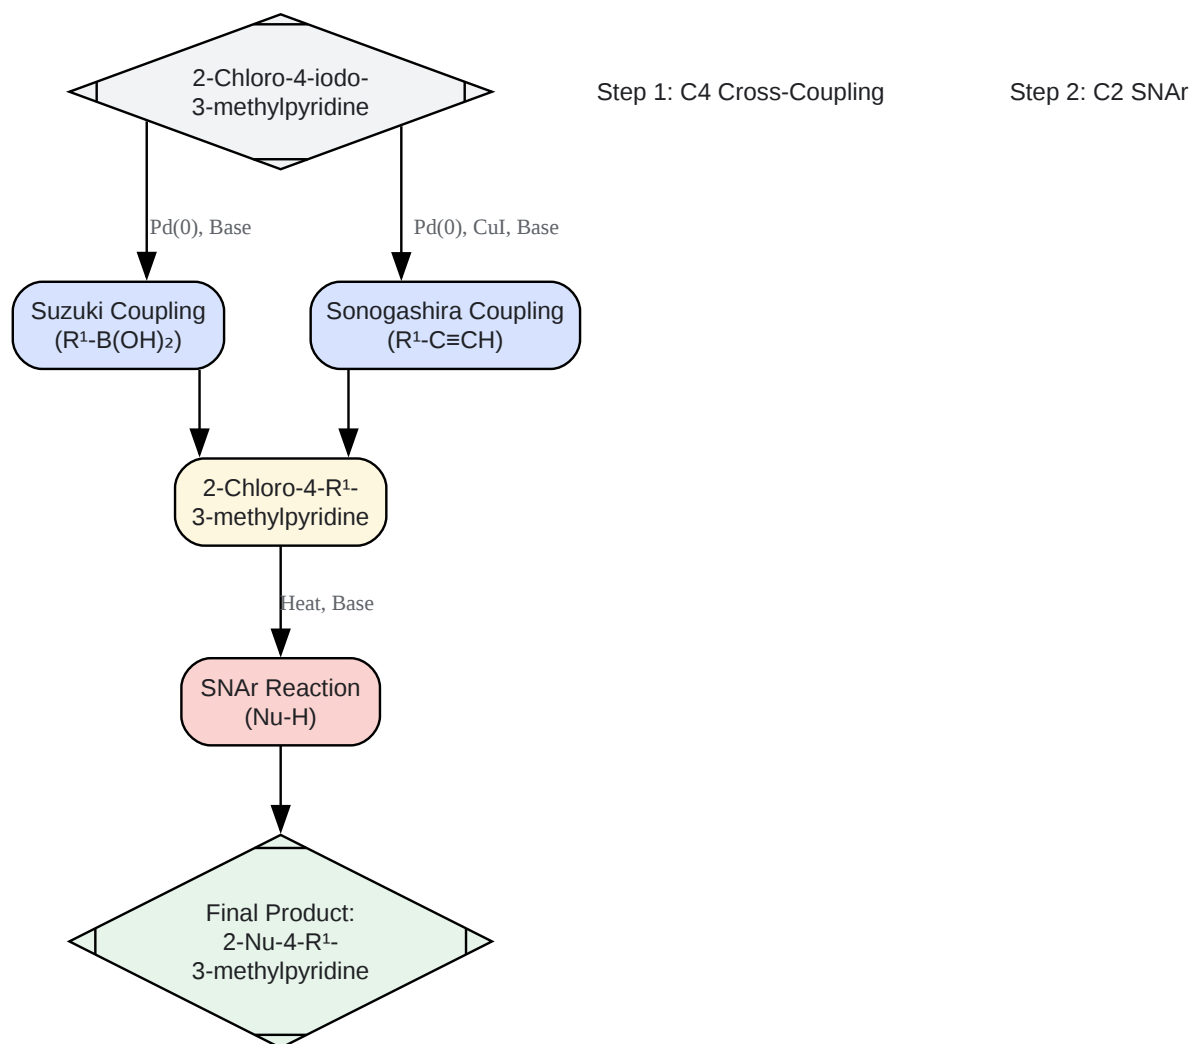 2-Chloro-4-iodo-
3-methylpyridine
Step 1: C4 Cross-Coupling
Step 2: C2 SNAr
Pd(0), Base
Pd(0), CuI, Base
Suzuki Coupling
(R¹-B(OH)₂)
Sonogashira Coupling
(R¹-C≡CH)
2-Chloro-4-R¹-
3-methylpyridine
Heat, Base
SNAr Reaction
(Nu-H)
Final Product:
2-Nu-4-R¹-
3-methylpyridine